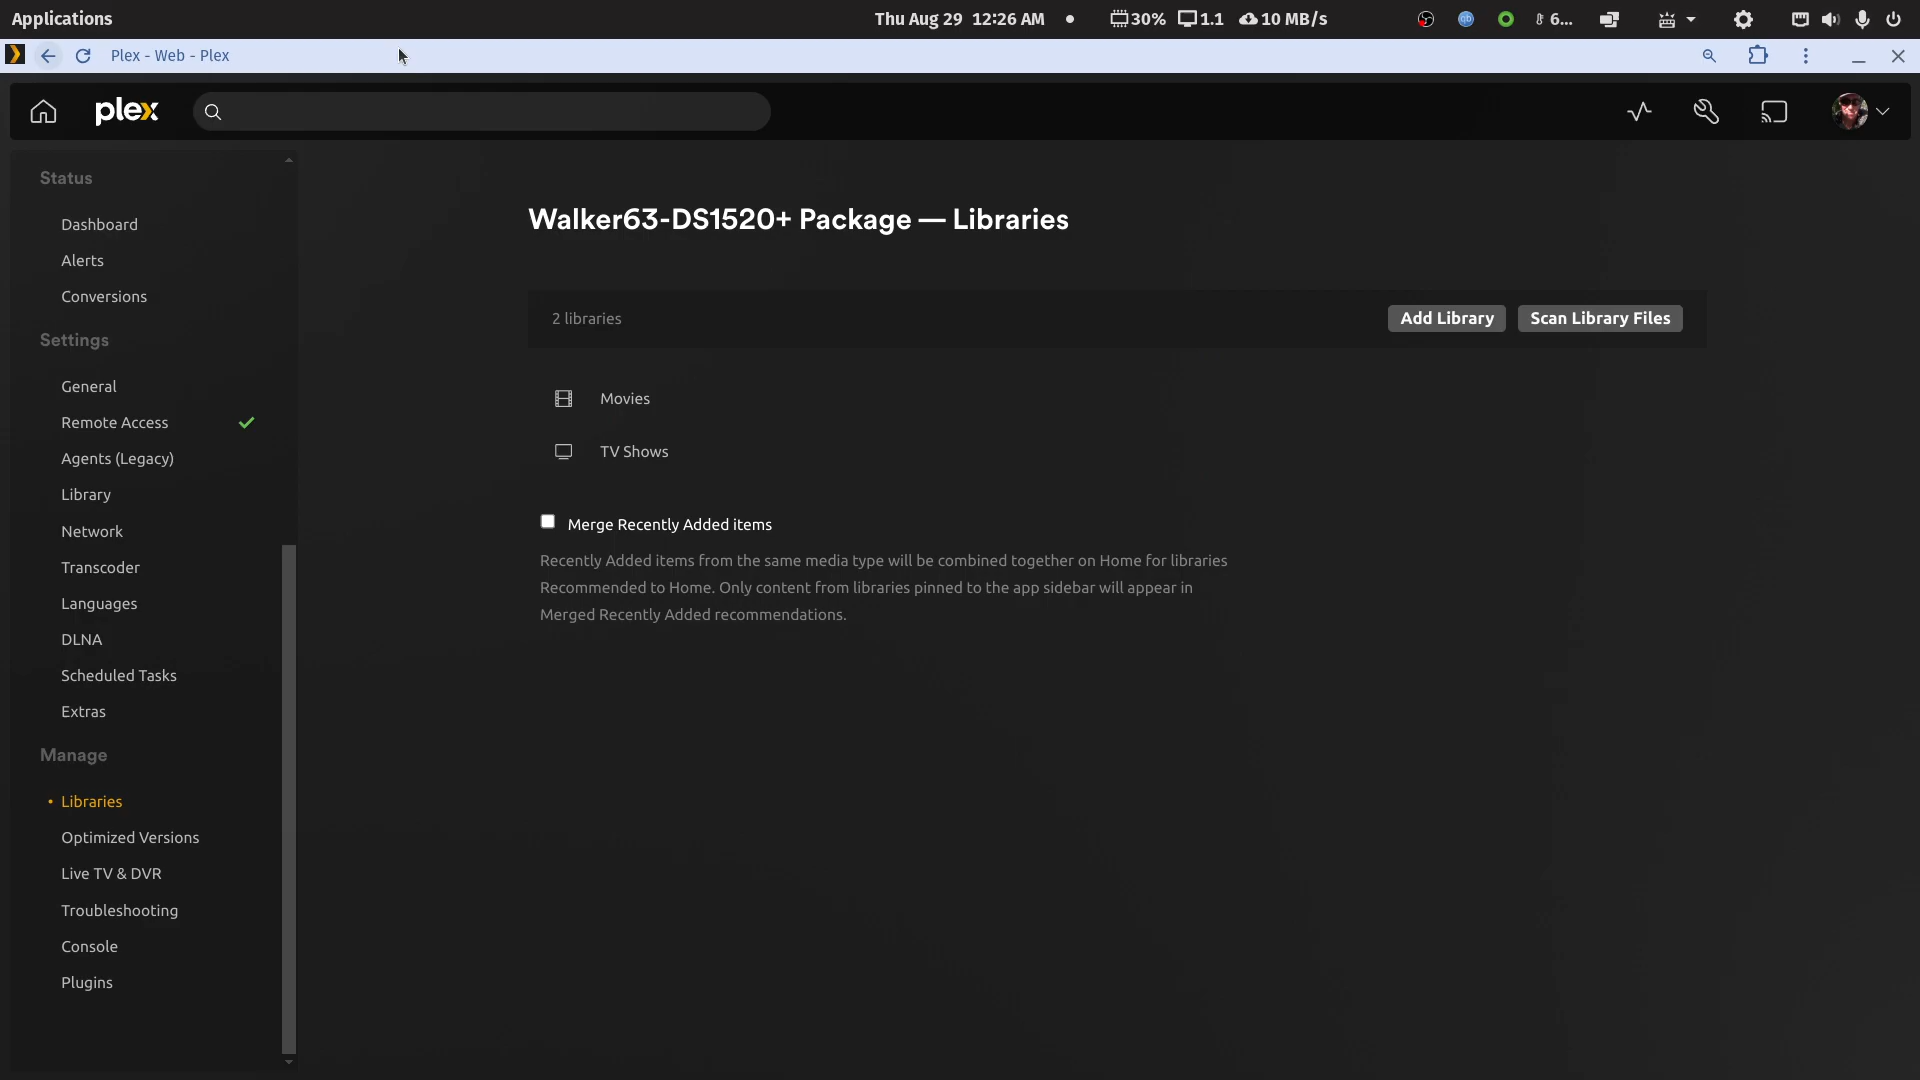 Applications
Thu Aug 29 12:26 AM
30% 1.1 10 MB/s
6...
Plex - Web - Plex
plex
Status
Dashboard
Alerts
Conversions
Settings
General
Remote Access
Agents (Legacy)
Library
Network
Transcoder
Languages
DLNA
Scheduled Tasks
Extras
Manage
Libraries
Optimized Versions
Live TV & DVR
Troubleshooting
Console
Plugins
Walker63-DS1520+ Package — Libraries
2 libraries
Add Library
Scan Library Files
Movies
TV Shows
Merge Recently Added items
Recently Added items from the same media type will be combined together on Home for libraries
Recommended to Home. Only content from libraries pinned to the app sidebar will appear in
Merged Recently Added recommendations.